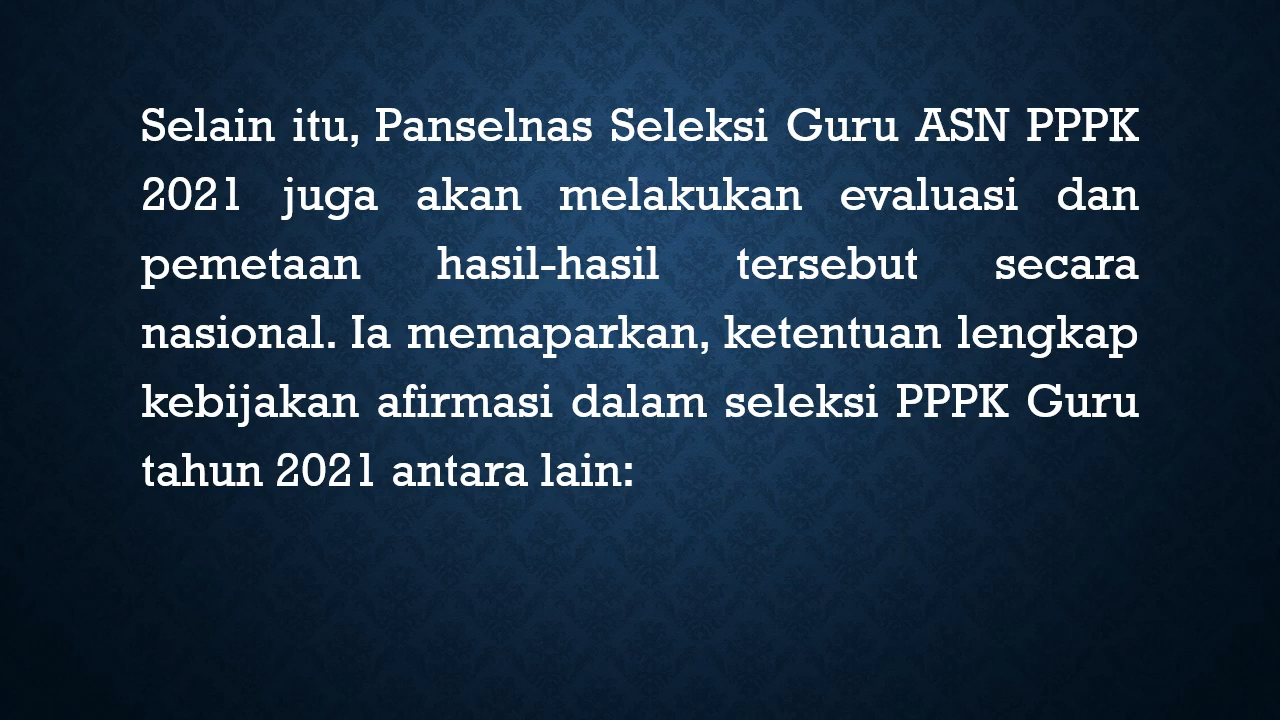 Selain itu, Panselnas Seleksi Guru ASN PPPK
2021 juga akan melakukan evaluasi dan
pemetaan hasil-hasil tersebut secara
nasional. Ia memaparkan, ketentuan lengkap
kebijakan afirmasi dalam seleksi PPPK Guru
tahun 2021 antara lain: